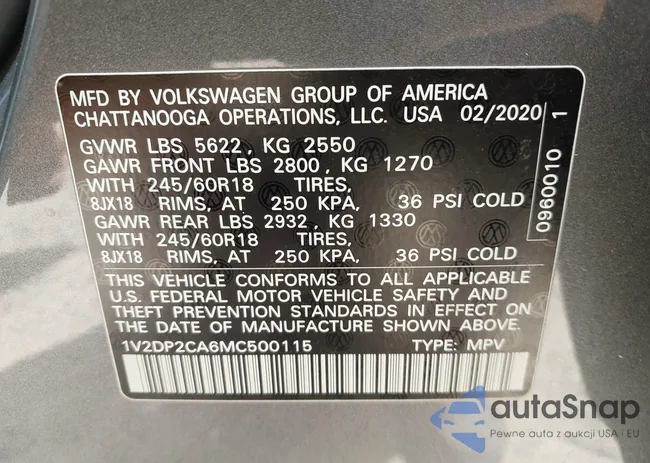 MFD BY VOLKSWAGEN GROUP OF AMERICA
CHATTANOOGA OPERATIONS, LLC. USA 02/2020
GVWR LBS 5622, KG 2550
GAWR FRONT LBS 2800, KG 1270
WITH 245/60R18 TIRES,
8JX18 RIMS, AT 250 KPA, 36 PSI COLD
GAWR REAR LBS 2932, KG 1330
WITH 245/60R18 TIRES,
8JX18 RIMS, AT 250 KPA, 36 PSI COLD
THIS VEHICLE CONFORMS TO ALL APPLICABLE
U.S. FEDERAL MOTOR VEHICLE SAFETY AND
THEFT PREVENTION STANDARDS IN EFFECT ON THE
DATE OF MANUFACTURE SHOWN ABOVE.
1V2DP2CA6MC500115 TYPE: MPV
0960010 1
autaSnap
Pewne auta z aukcji USA i EU